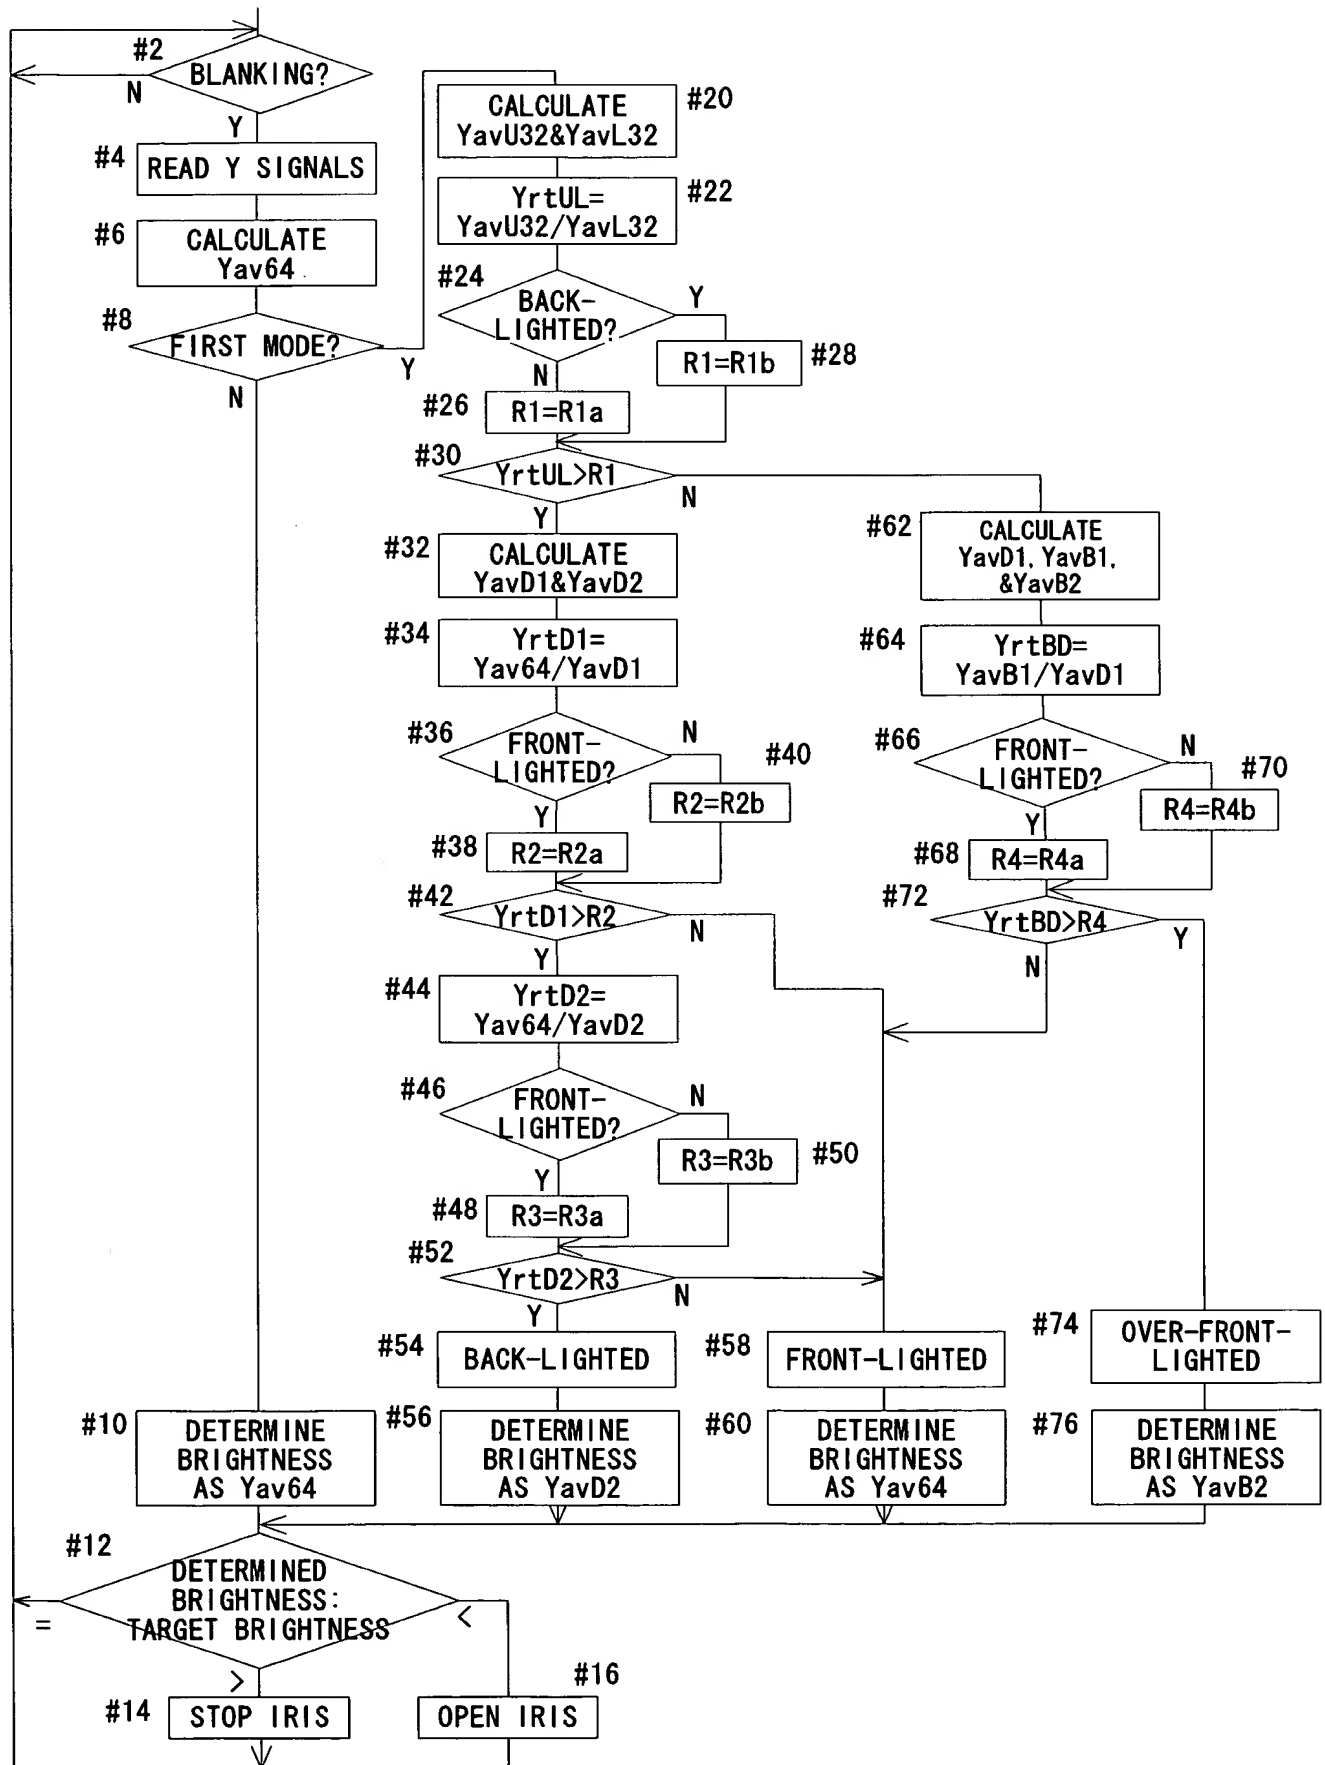 #2
BLANKING?
N
Y
#4
READ Y SIGNALS
#6
CALCULATE
Yav64
#8
FIRST MODE?
Y
N
#20
CALCULATE
YavU32&YavL32
#22
YrtUL=
YavU32/YavL32
#24
BACK-
LIGHTED?
Y
N
R1=R1b
#28
#26
R1=R1a
#30
YrtUL>R1
N
Y
#32
CALCULATE
YavD1&YavD2
#34
YrtD1=
Yav64/YavD1
#36
FRONT-
LIGHTED?
N
Y
#40
R2=R2b
#38
R2=R2a
#42
YrtD1>R2
N
Y
#44
YrtD2=
Yav64/YavD2
#46
FRONT-
LIGHTED?
N
Y
R3=R3b
#50
#48
R3=R3a
#52
YrtD2>R3
N
Y
#54
BACK-LIGHTED
#56
DETERMINE
BRIGHTNESS
AS YavD2
#58
FRONT-LIGHTED
#60
DETERMINE
BRIGHTNESS
AS Yav64
#62
CALCULATE
YavD1, YavB1,
&YavB2
#64
YrtBD=
YavB1/YavD1
#66
FRONT-
LIGHTED?
N
Y
#70
R4=R4b
#68
R4=R4a
#72
YrtBD>R4
Y
N
#74
OVER-FRONT-
LIGHTED
#76
DETERMINE
BRIGHTNESS
AS YavB2
#10
DETERMINE
BRIGHTNESS
AS Yav64
#12
DETERMINED
BRIGHTNESS:
TARGET BRIGHTNESS
=
<
>
#14
STOP IRIS
#16
OPEN IRIS